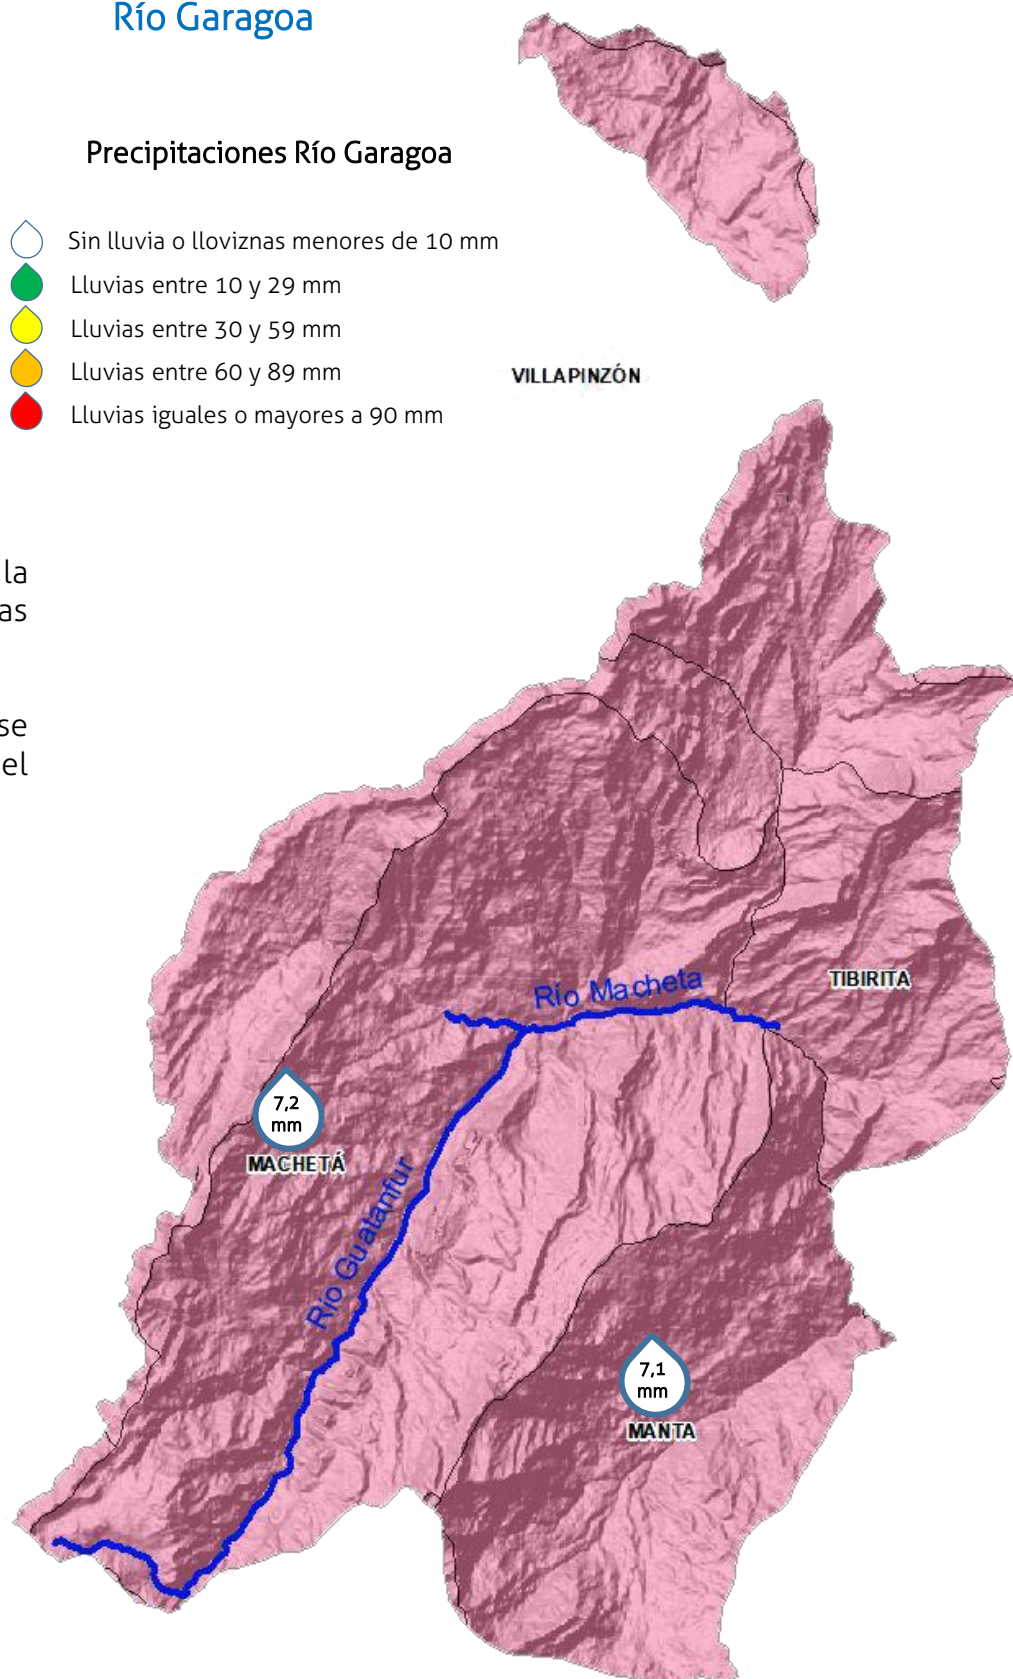 Río Garagoa
Precipitaciones Río Garagoa
Sin lluvia o lloviznas menores de 10 mm
Lluvias entre 10 y 29 mm
Lluvias entre 30 y 59 mm
Lluvias entre 60 y 89 mm
Lluvias iguales o mayores a 90 mm
VILLAPINZÓN
la
as
se
el
Río Macheta
TIBIRITA
7,2
mm
MACHETÁ
Río Guatanfur
7,1
mm
MANTA